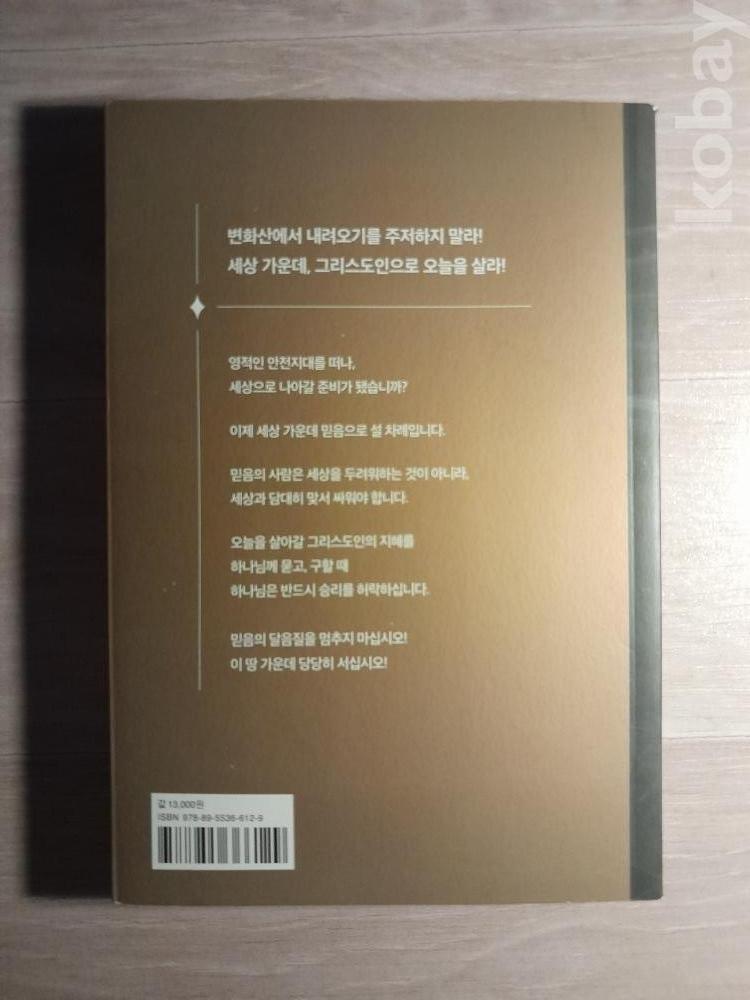 kobay
변화산에서 내려오기를 주저하지 말라!
세상 가운데, 그리스도인으로 오늘을 살라!
영적인 안전지대를 떠나,
세상으로 나아갈 준비가 됐습니까?
이제 세상 가운데 믿음으로 설 차례입니다.
믿음의 사람은 세상을 두려워하는 것이 아니라,
세상과 담대히 맞서 싸워야 합니다.
오늘을 살아갈 그리스도인의 지혜를
하나님께 묻고, 구할 때
하나님은 반드시 승리를 허락하십니다.
믿음의 달음질을 멈추지 마십시오!
이 땅 가운데 당당히 서십시오!
값 13,000원
ISBN 978-89-5536-612-9